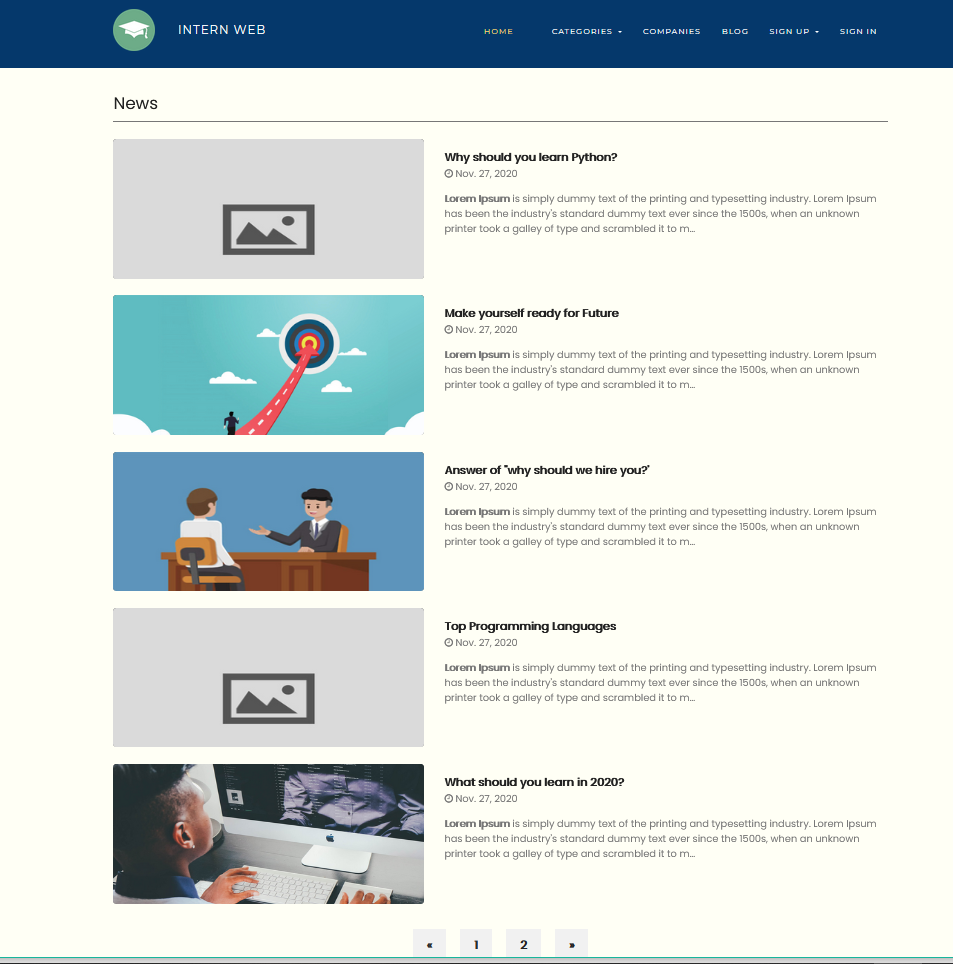 INTERN WEB
HOME CATEGORIES COMPANIES BLOG SIGN UP SIGN IN
News
Why should you learn Python?
Nov. 27, 2020
Lorem Ipsum is simply dummy text of the printing and typesetting industry. Lorem Ipsum
has been the industry's standard dummy text ever since the 1500s, when an unknown
printer took a galley of type and scrambled it to m...
Make yourself ready for Future
Nov. 27, 2020
Lorem Ipsum is simply dummy text of the printing and typesetting industry. Lorem Ipsum
has been the industry's standard dummy text ever since the 1500s, when an unknown
printer took a galley of type and scrambled it to m...
Answer of "why should we hire you?"
Nov. 27, 2020
Lorem Ipsum is simply dummy text of the printing and typesetting industry. Lorem Ipsum
has been the industry's standard dummy text ever since the 1500s, when an unknown
printer took a galley of type and scrambled it to m...
Top Programming Languages
Nov. 27, 2020
Lorem Ipsum is simply dummy text of the printing and typesetting industry. Lorem Ipsum
has been the industry's standard dummy text ever since the 1500s, when an unknown
printer took a galley of type and scrambled it to m...
What should you learn in 2020?
Nov. 27, 2020
Lorem Ipsum is simply dummy text of the printing and typesetting industry. Lorem Ipsum
has been the industry's standard dummy text ever since the 1500s, when an unknown
printer took a galley of type and scrambled it to m...
« 1 2 »